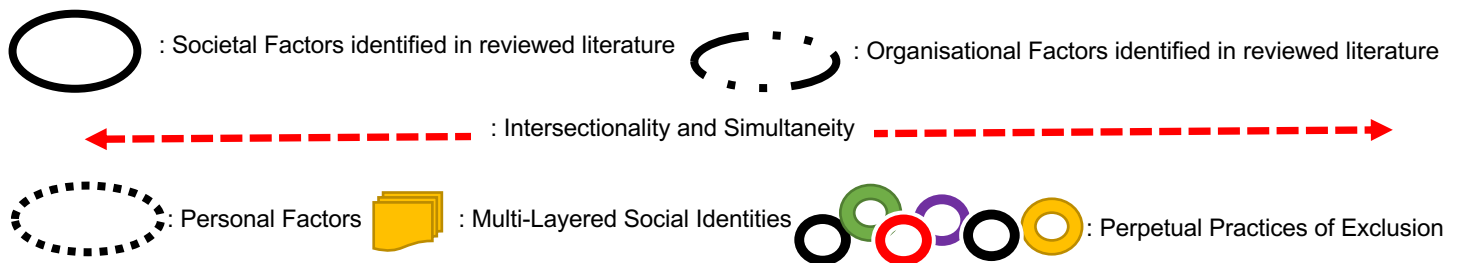 : Societal Factors identified in reviewed literature
: Organisational Factors identified in reviewed literature
: Intersectionality and Simultaneity
: Personal Factors
: Multi-Layered Social Identities
: Perpetual Practices of Exclusion